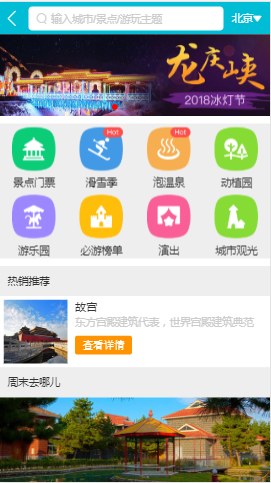 输入城市/景点/游玩主题 北京
龙庆峡
2018冰灯节
Hot Hot
景点门票 滑雪季 泡温泉 动植园
游乐园 必游榜单 演出 城市观光
热销推荐
故宫
东方宫殿建筑代表，世界宫殿建筑典范
查看详情
周末去哪儿